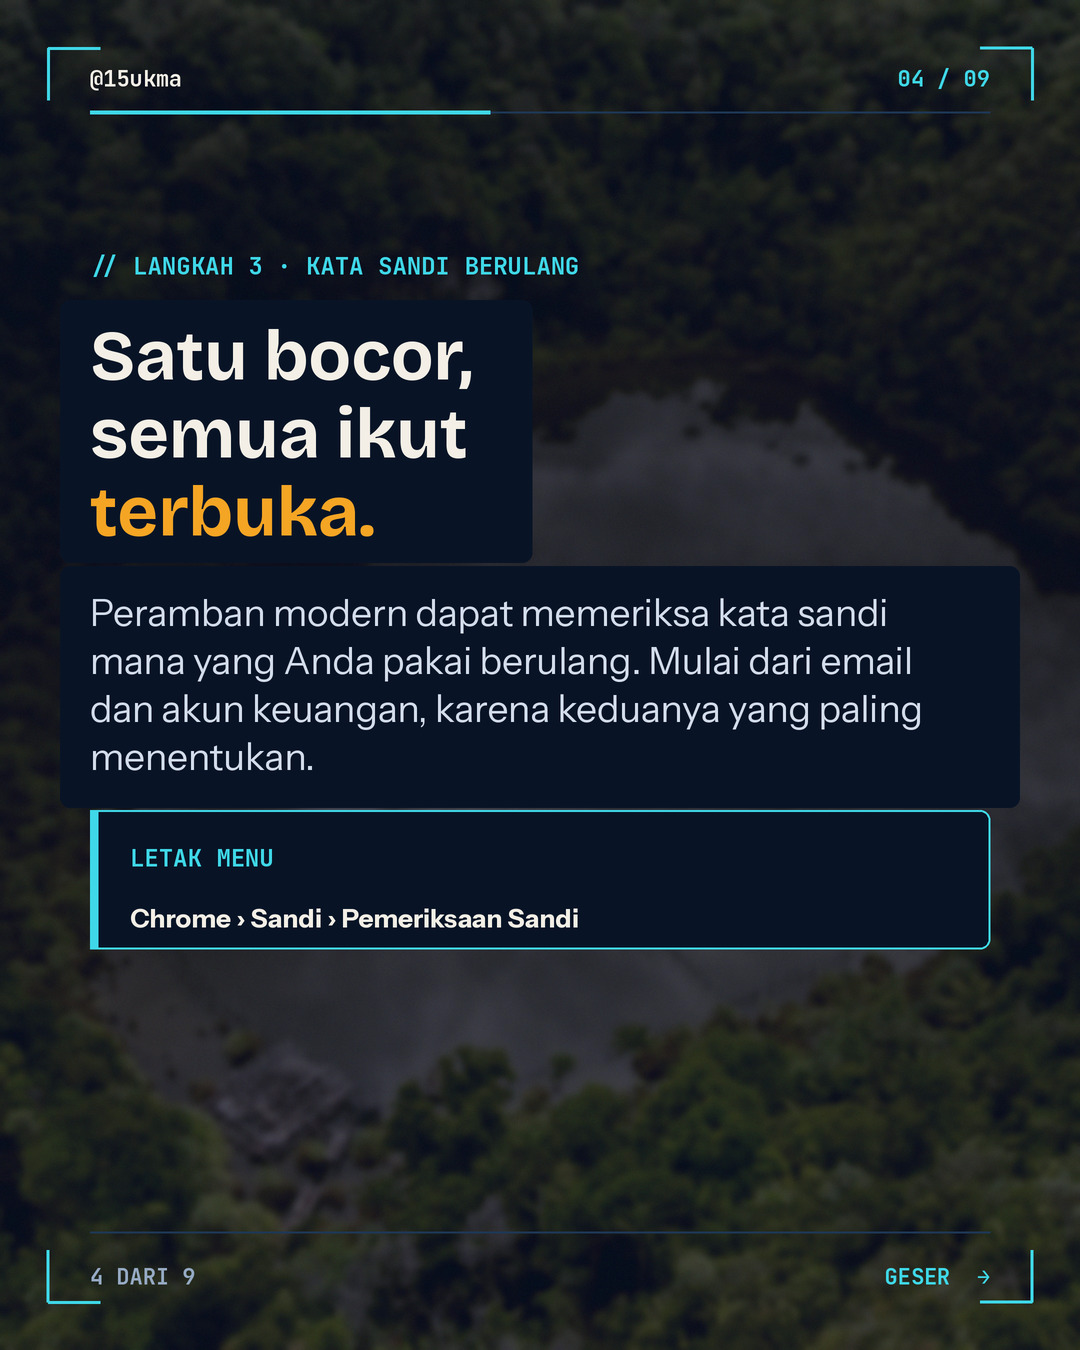 @15ukma
04 / 09
// LANGKAH 3 · KATA SANDI BERULANG
Satu bocor,
semua ikut
terbuka.
Peramban modern dapat memeriksa kata sandi
mana yang Anda pakai berulang. Mulai dari email
dan akun keuangan, karena keduanya yang paling
menentukan.
LETAK MENU
Chrome › Sandi › Pemeriksaan Sandi
4 DARI 9
GESER →